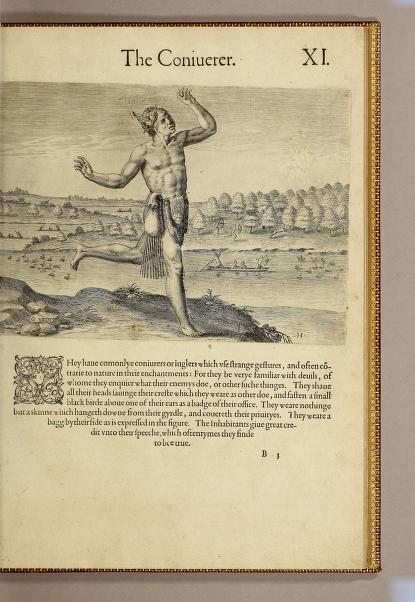 The Coniuerer. XI.
Hey haue comonlye coniurers or iuglers which vse strange gestures, and often cõ-
trarie to nature in their enchantments: For they be verye familiar with deuils, of
whome they enquier what their enemys doe, or other suche thinges. They shaue
all their heads sauinge their creste which they weare as other doe, and fasten a small
black birde aboue one of their ears as a badge of their office. They weare nothinge
but a skinne which hangeth downe from their gyrdle, and couereth their priuityes. They weare a
bagg by their side as is expressed in the figure. The Inhabitants giue great cre-
dit vnto their speeche, which oftentymes they finde
to bee true.
B 3